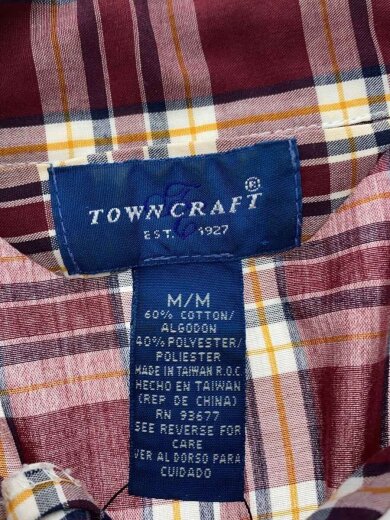 TOWNCRAFT®
EST. 1927
M/M
60% COTTON/
ALGODON
40% POLYESTER/
POLIESTER
MADE IN TAIWAN R.O.C.
HECHO EN TAIWAN
(REP DE CHINA)
RN 93677
SEE REVERSE FOR
CARE
VER AL DORSO PARA
CUIDADO